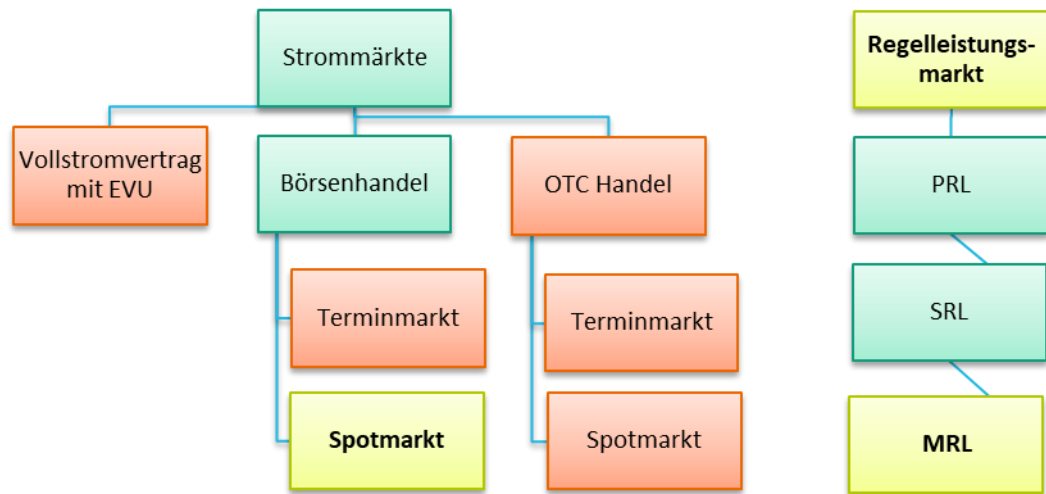 Strommärkte
Vollstromvertrag
mit EVU
Börsenhandel
OTC Handel
Terminmarkt
Terminmarkt
Spotmarkt
Spotmarkt
Regelleistungs-
markt
PRL
SRL
MRL